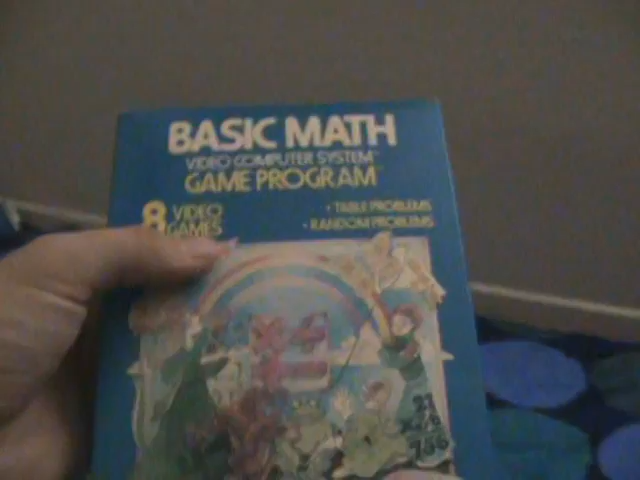 BASIC MATH
VIDEO COMPUTER SYSTEM™
GAME PROGRAM™
8 VIDEO GAMES
• TABLE PROBLEMS
• RANDOM PROBLEMS